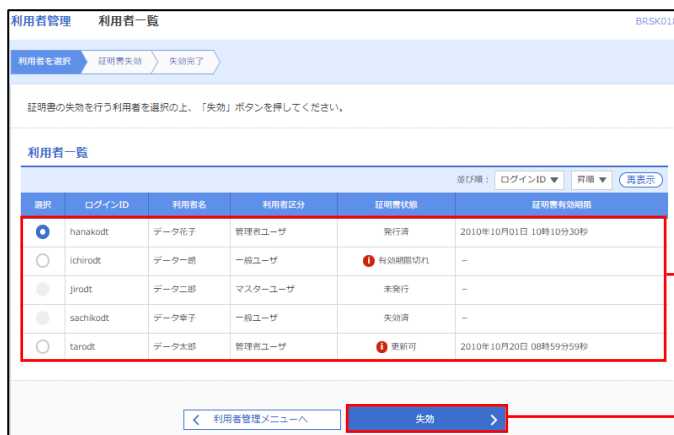 利用者管理 利用者一覧 BRSK018
利用者を選択 証明書失効 失効完了
証明書の失効を行う利用者を選択の上、「失効」ボタンを押してください。
利用者一覧
並び順： ログインID ▼ 昇順 ▼ 再表示
選択 ログインID 利用者名 利用者区分 証明書状態 証明書有効期限
hanakodt データ花子 管理者ユーザ 発行済 2010年10月01日 10時10分30秒
ichirodt データ一朗 一般ユーザ 有効期限切れ －
jirodt データ二郎 マスターユーザ 未発行 －
sachikodt データ幸子 一般ユーザ 失効済 －
tarodt データ太郎 管理者ユーザ 更新可 2010年10月20日 08時59分59秒
利用者管理メニューへ 失効